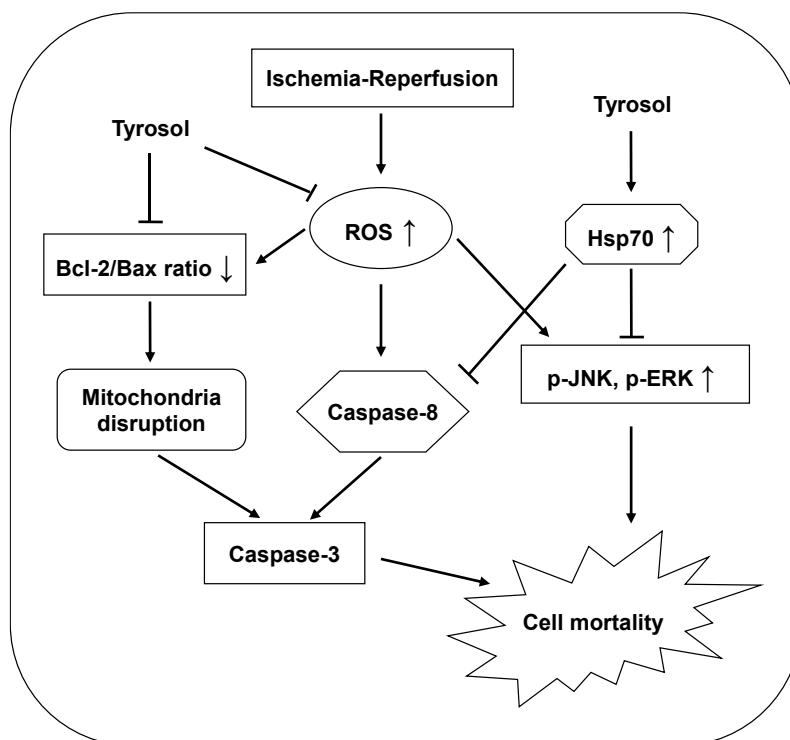 Ischemia-Reperfusion
Tyrosol
Tyrosol
ROS ↑
Hsp70 ↑
Bcl-2/Bax ratio ↓
p-JNK, p-ERK ↑
Mitochondria
disruption
Caspase-8
Caspase-3
Cell mortality